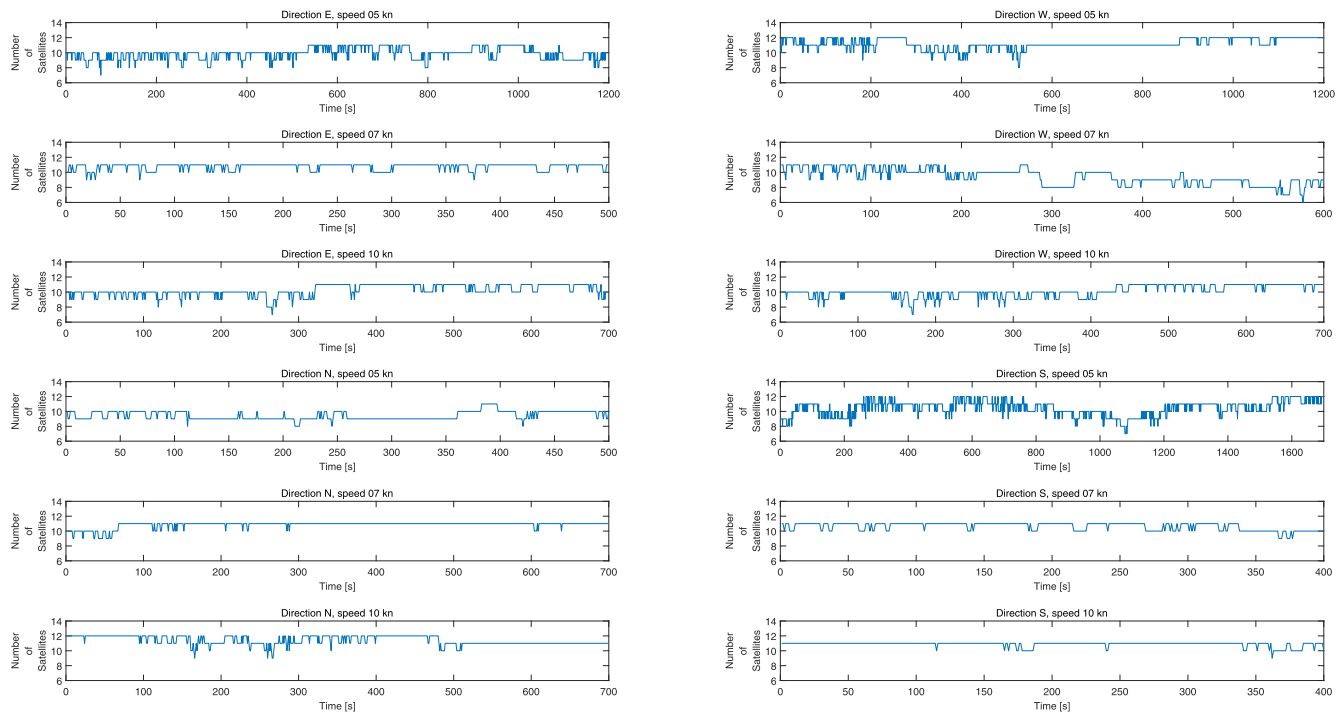 Direction E, speed 05 kn
Number
of
Satellites
14
12
10
8
6
0 200 400 600 800 1000 1200
Time [s]
Direction W, speed 05 kn
Number
of
Satellites
14
12
10
8
6
0 200 400 600 800 1000 1200
Time [s]
Direction E, speed 07 kn
Number
of
Satellites
14
12
10
8
6
0 50 100 150 200 250 300 350 400 450 500
Time [s]
Direction W, speed 07 kn
Number
of
Satellites
14
12
10
8
6
0 100 200 300 400 500 600
Time [s]
Direction E, speed 10 kn
Number
of
Satellites
14
12
10
8
6
0 100 200 300 400 500 600 700
Time [s]
Direction W, speed 10 kn
Number
of
Satellites
14
12
10
8
6
0 100 200 300 400 500 600 700
Time [s]
Direction N, speed 05 kn
Number
of
Satellites
14
12
10
8
6
0 50 100 150 200 250 300 350 400 450 500
Time [s]
Direction S, speed 05 kn
Number
of
Satellites
14
12
10
8
6
0 200 400 600 800 1000 1200 1400 1600
Time [s]
Direction N, speed 07 kn
Number
of
Satellites
14
12
10
8
6
0 100 200 300 400 500 600 700
Time [s]
Direction S, speed 07 kn
Number
of
Satellites
14
12
10
8
6
0 50 100 150 200 250 300 350 400
Time [s]
Direction N, speed 10 kn
Number
of
Satellites
14
12
10
8
6
0 100 200 300 400 500 600 700
Time [s]
Direction S, speed 10 kn
Number
of
Satellites
14
12
10
8
6
0 50 100 150 200 250 300 350 400
Time [s]